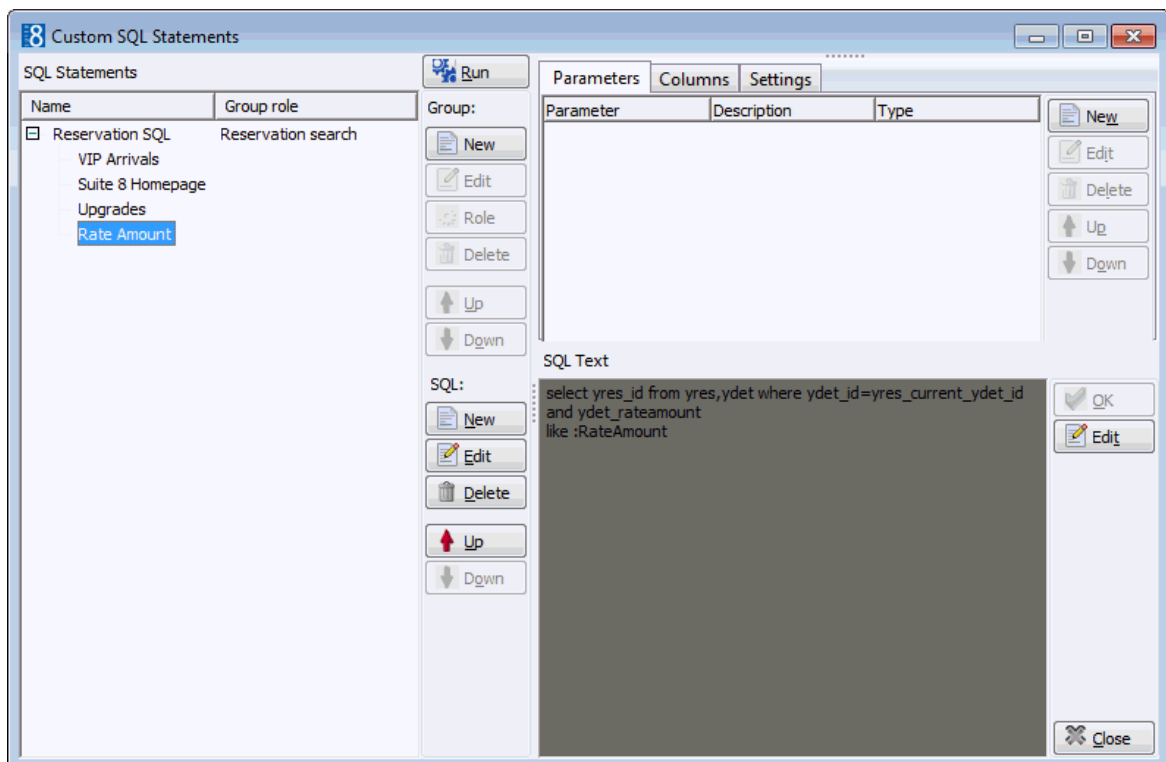 8 Custom SQL Statements
SQL Statements
Name Group role
Reservation SQL Reservation search
VIP Arrivals
Suite 8 Homepage
Upgrades
Rate Amount
Run
Group:
New
Edit
Role
Delete
Up
Down
SQL:
New
Edit
Delete
Up
Down
Parameters Columns Settings
Parameter Description Type
New
Edit
Delete
Up
Down
SQL Text
select yres_id from yres,ydet where ydet_id=yres_current_ydet_id
and ydet_rateamount
like :RateAmount
OK
Edit
Close